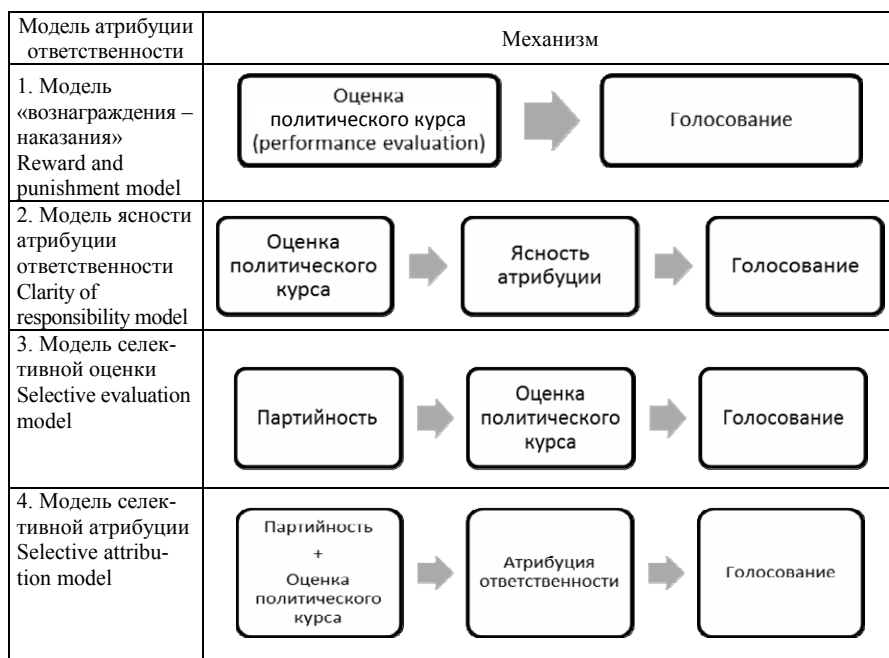 Модель атрибуции
ответственности
Механизм
1. Модель
«вознаграждения –
наказания»
Reward and
punishment model
Оценка
политического курса
(performance evaluation)
Голосование
2. Модель ясности
атрибуции
ответственности
Clarity of
responsibility model
Оценка
политического
курса
Ясность
атрибуции
Голосование
3. Модель селек-
тивной оценки
Selective evaluation
model
Партийность
Оценка
политического
курса
Голосование
4. Модель селек-
тивной атрибуции
Selective attribu-
tion model
Партийность
+
Оценка
политического
курса
Атрибуция
ответственности
Голосование